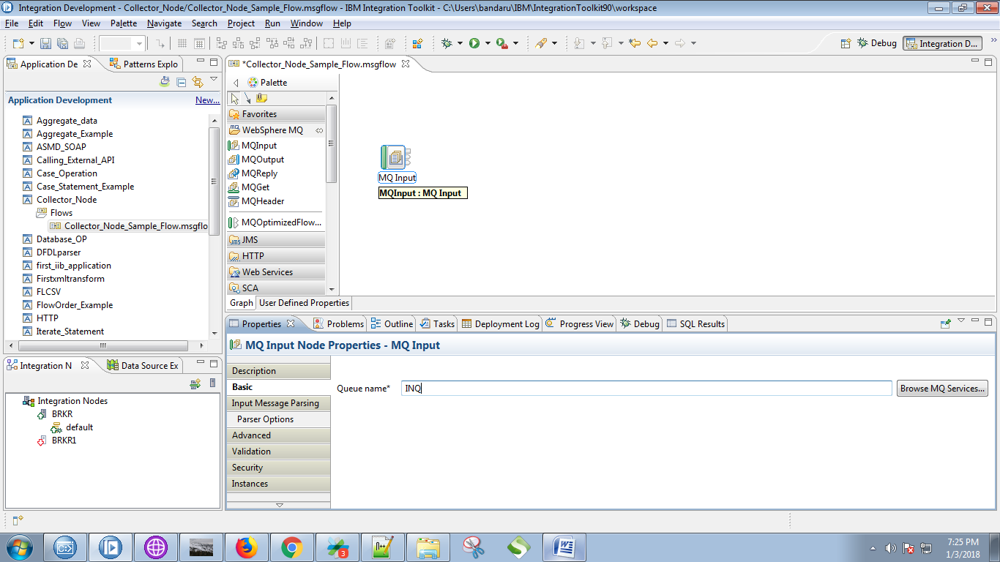 Integration Development - Collector_Node/Collector_Node_Sample_Flow.msgflow - IBM Integration Toolkit - C:\Users\bandaru\IBM\IntegrationToolkit90\workspace
File Edit Flow View Palette Navigate Search Project Run Window Help
Debug Integration D...
Application De Patterns Explo
Application Development New...
Aggregate_data
Aggregate_Example
ASMD_SOAP
Calling_External_API
Case_Operation
Case_Statement_Example
Collector_Node
Flows
Collector_Node_Sample_Flow.msgflo
Database_OP
DFDLparser
first_iib_application
Firstxmltransform
FLCSV
FlowOrder_Example
HTTP
Iterate_Statement
Integration N Data Source Ex
Integration Nodes
BRKR
default
BRKR1
*Collector_Node_Sample_Flow.msgflow
Palette
Favorites
WebSphere MQ
MQInput
MQOutput
MQReply
MQGet
MQHeader
MQOptimizedFlow...
JMS
HTTP
Web Services
SCA
MQ Input
MQInput : MQ Input
Graph User Defined Properties
Properties Problems Outline Tasks Deployment Log Progress View Debug SQL Results
MQ Input Node Properties - MQ Input
Description
Basic
Input Message Parsing
Parser Options
Advanced
Validation
Security
Instances
Queue name* INQ Browse MQ Services...
3
7:25 PM
1/3/2018